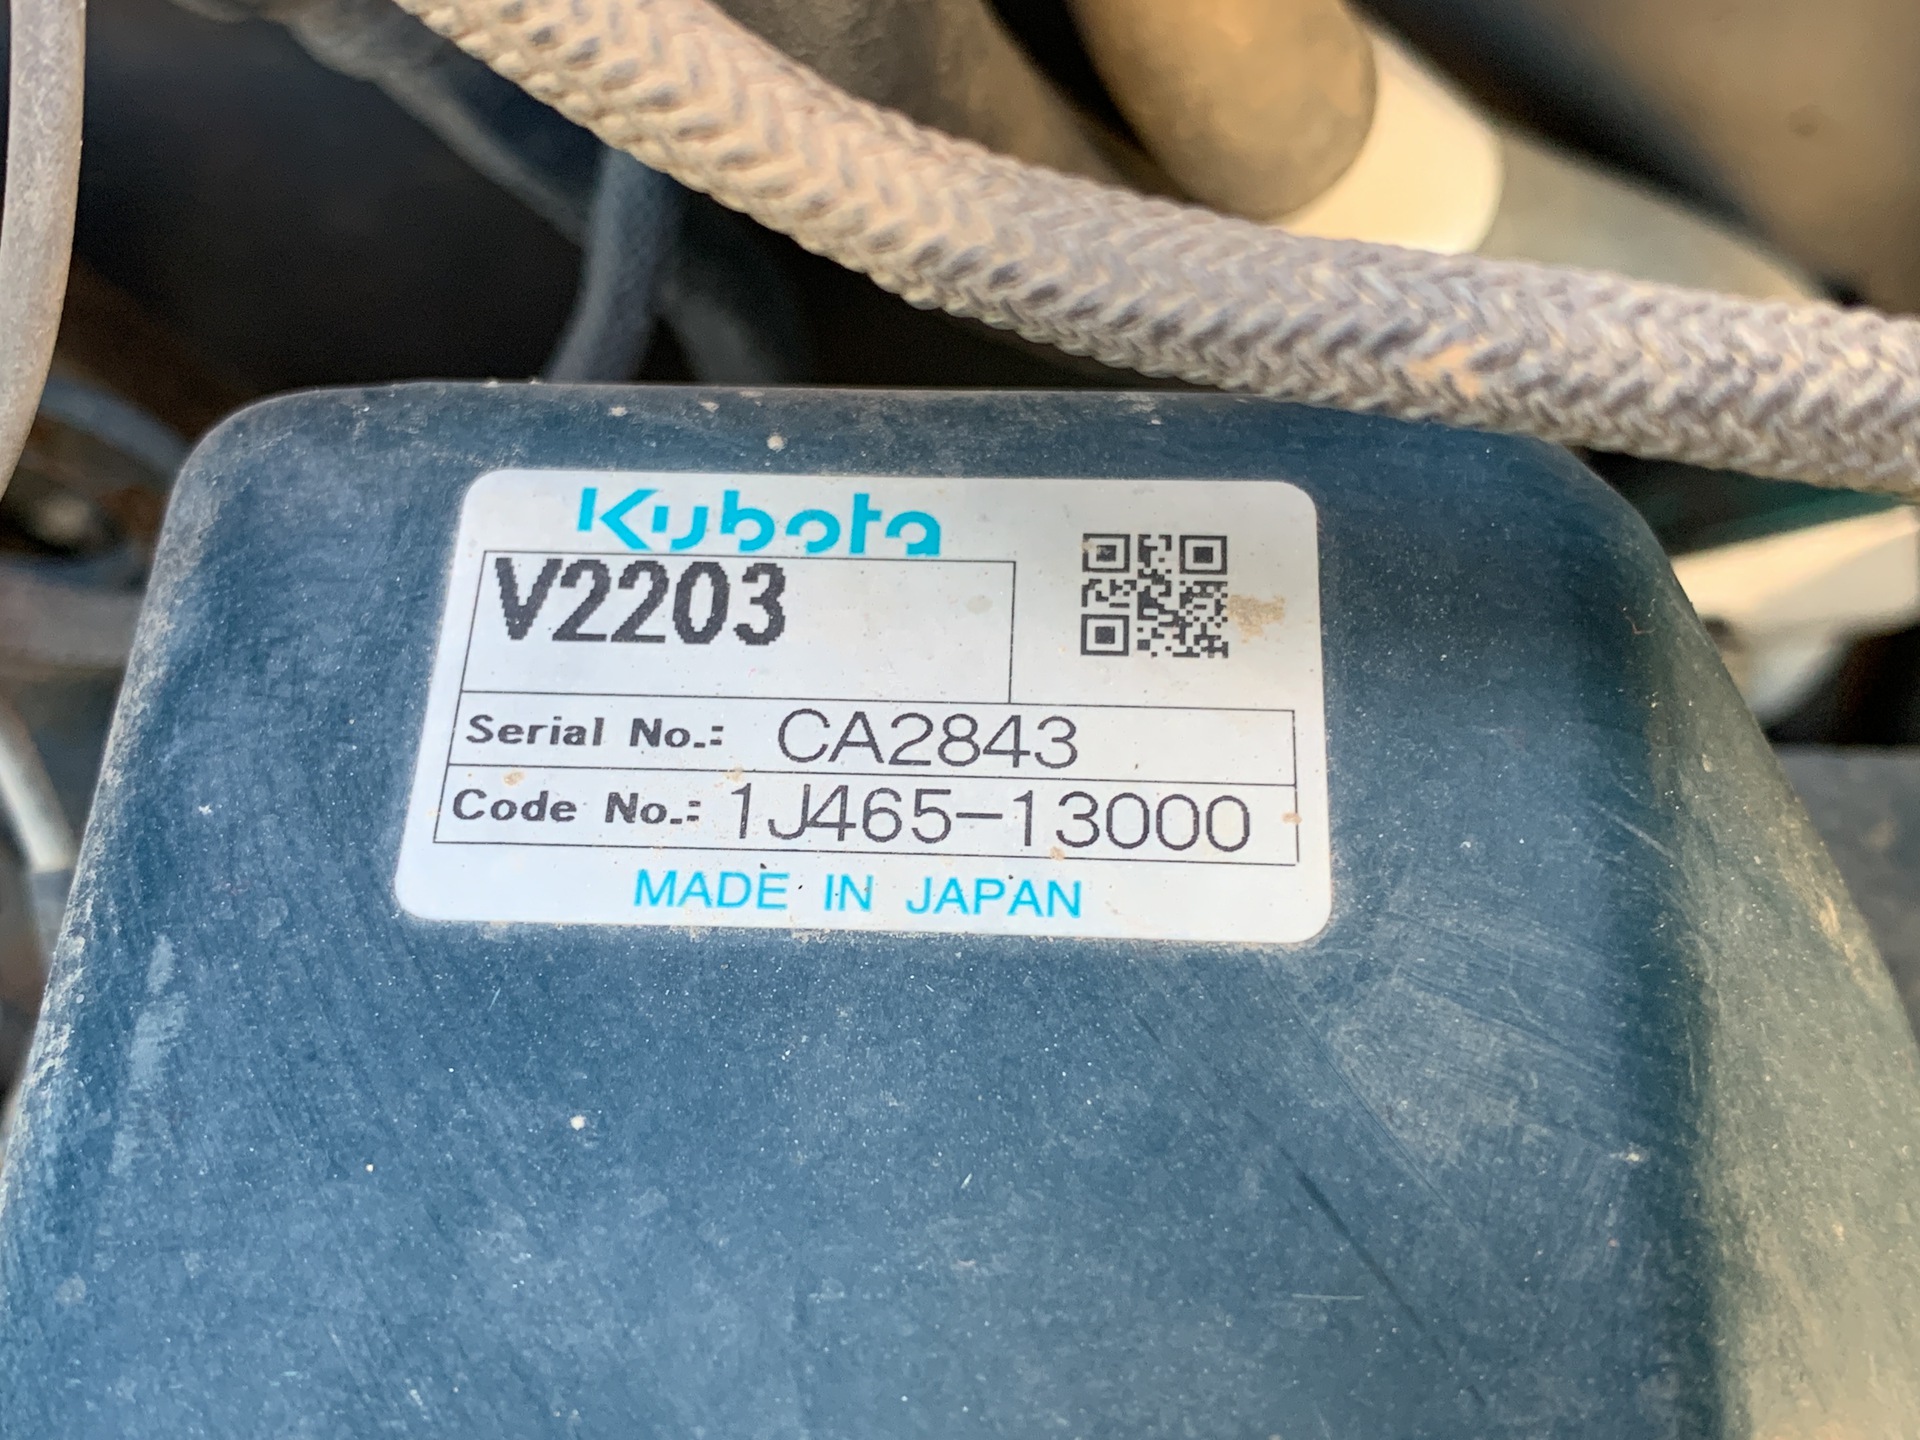 Kubota
V2203
Serial No.: CA2843
Code No.: 1J465-13000
MADE IN JAPAN